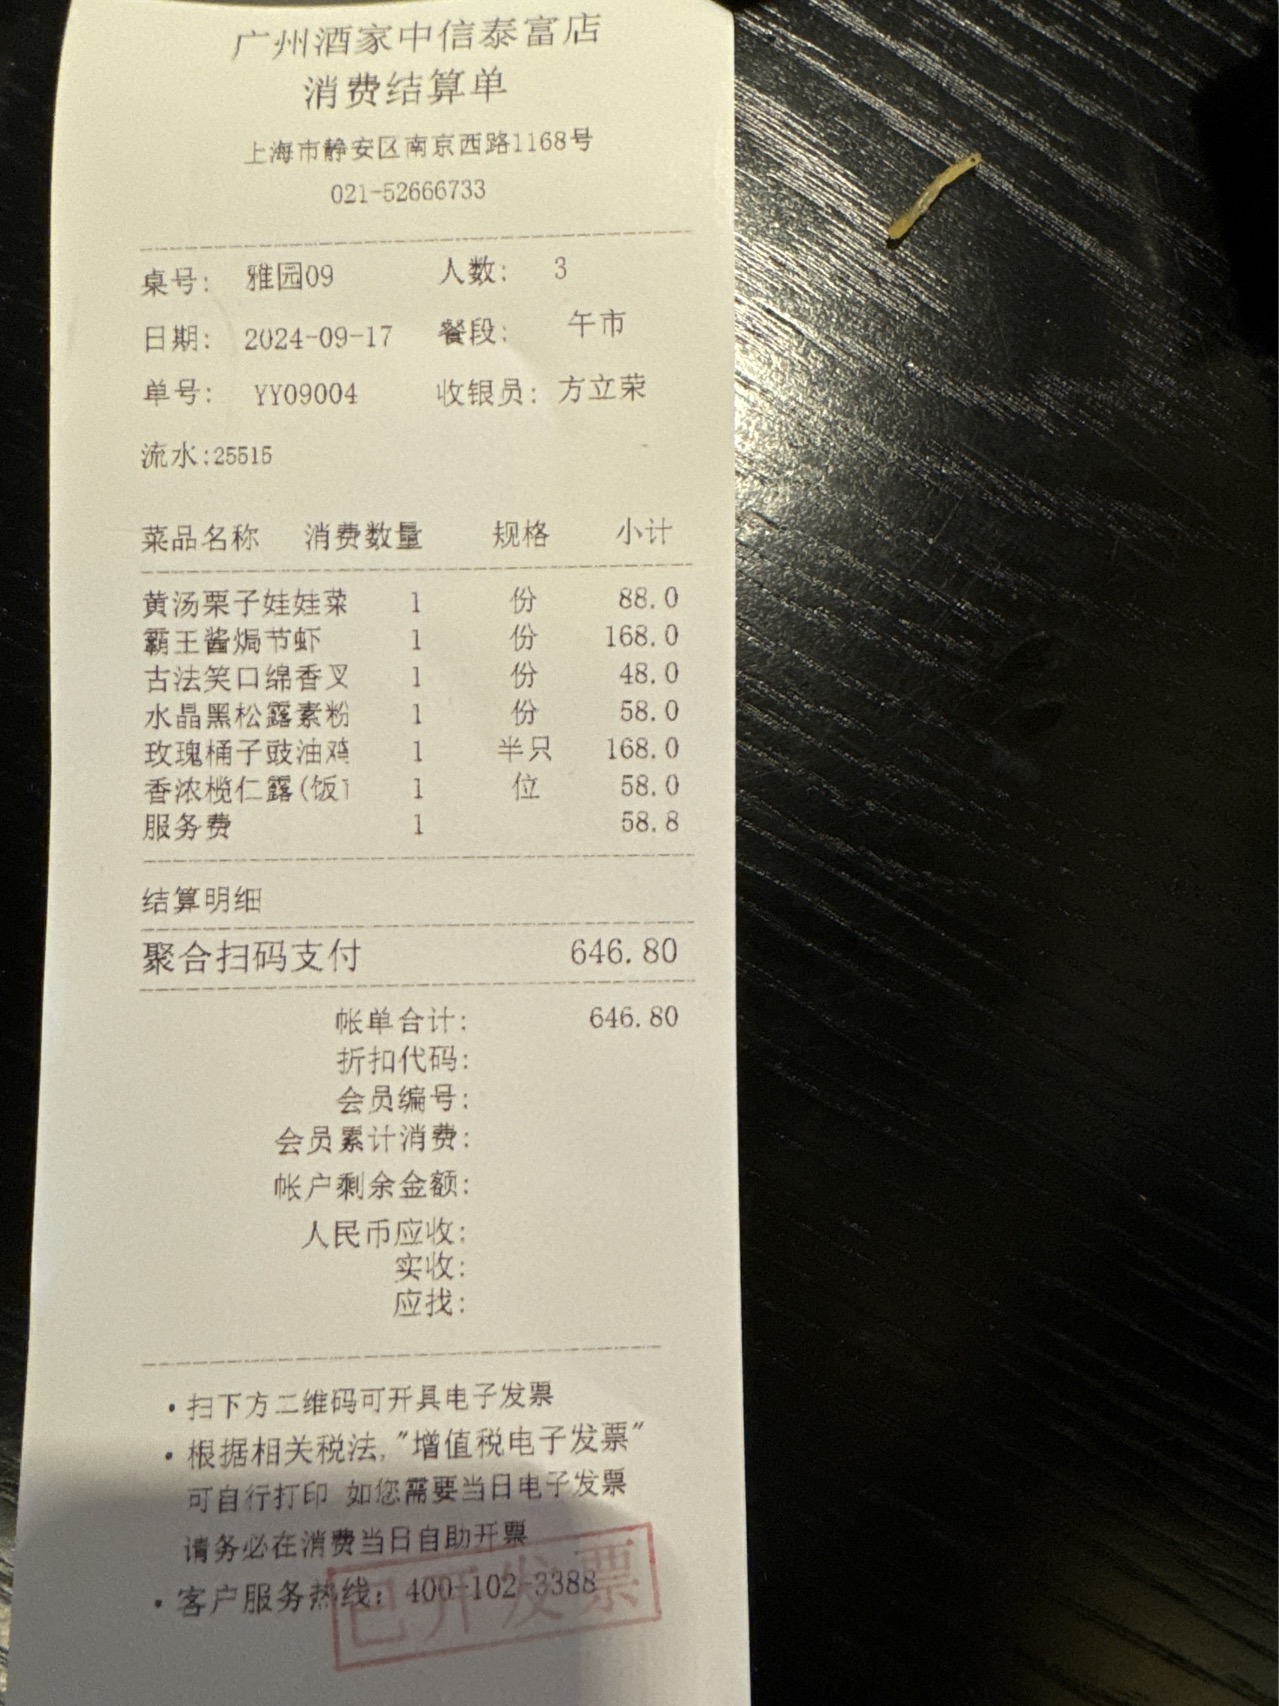 广州酒家中信泰富店
消费结算单
上海市静安区南京西路1168号
021-52666733
桌号: 雅园09 人数: 3
日期: 2024-09-17 餐段: 午市
单号: YY09004 收银员: 方立荣
流水:25515
菜品名称 消费数量 规格 小计
黄汤栗子娃娃菜 1 份 88.0
霸王酱焗节虾 1 份 168.0
古法笑口绵香叉 1 份 48.0
水晶黑松露素粉 1 份 58.0
玫瑰桶子豉油鸡 1 半只 168.0
香浓榄仁露(饭 1 位 58.0
服务费 1 58.8
结算明细
聚合扫码支付 646.80
帐单合计: 646.80
折扣代码:
会员编号:
会员累计消费:
帐户剩余金额:
人民币应收:
实收:
应找:
·扫下方二维码可开具电子发票
·根据相关税法,"增值税电子发票"
可自行打印 如您需要当日电子发票
请务必在消费当日自助开票
·客户服务热线: 400-102-3388
已开发票